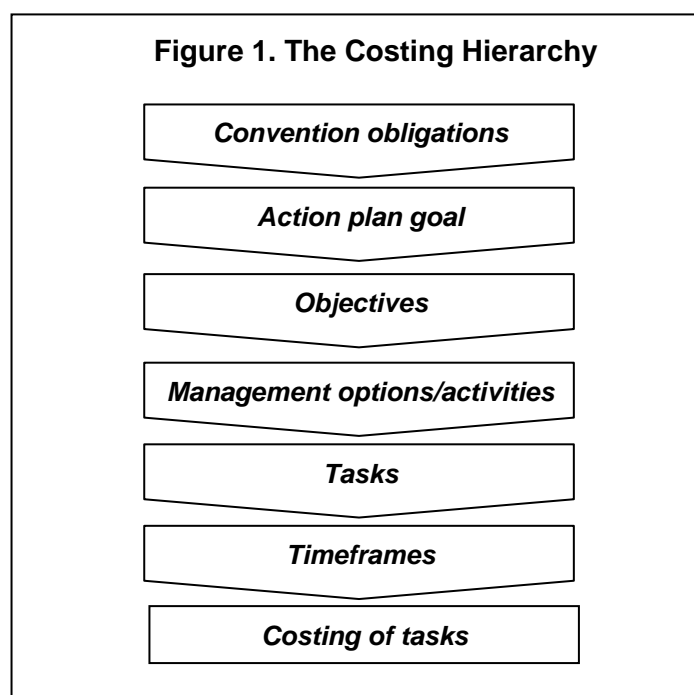 Figure 1. The Costing Hierarchy
Convention obligations
Action plan goal
Objectives
Management options/activities
Tasks
Timeframes
Costing of tasks